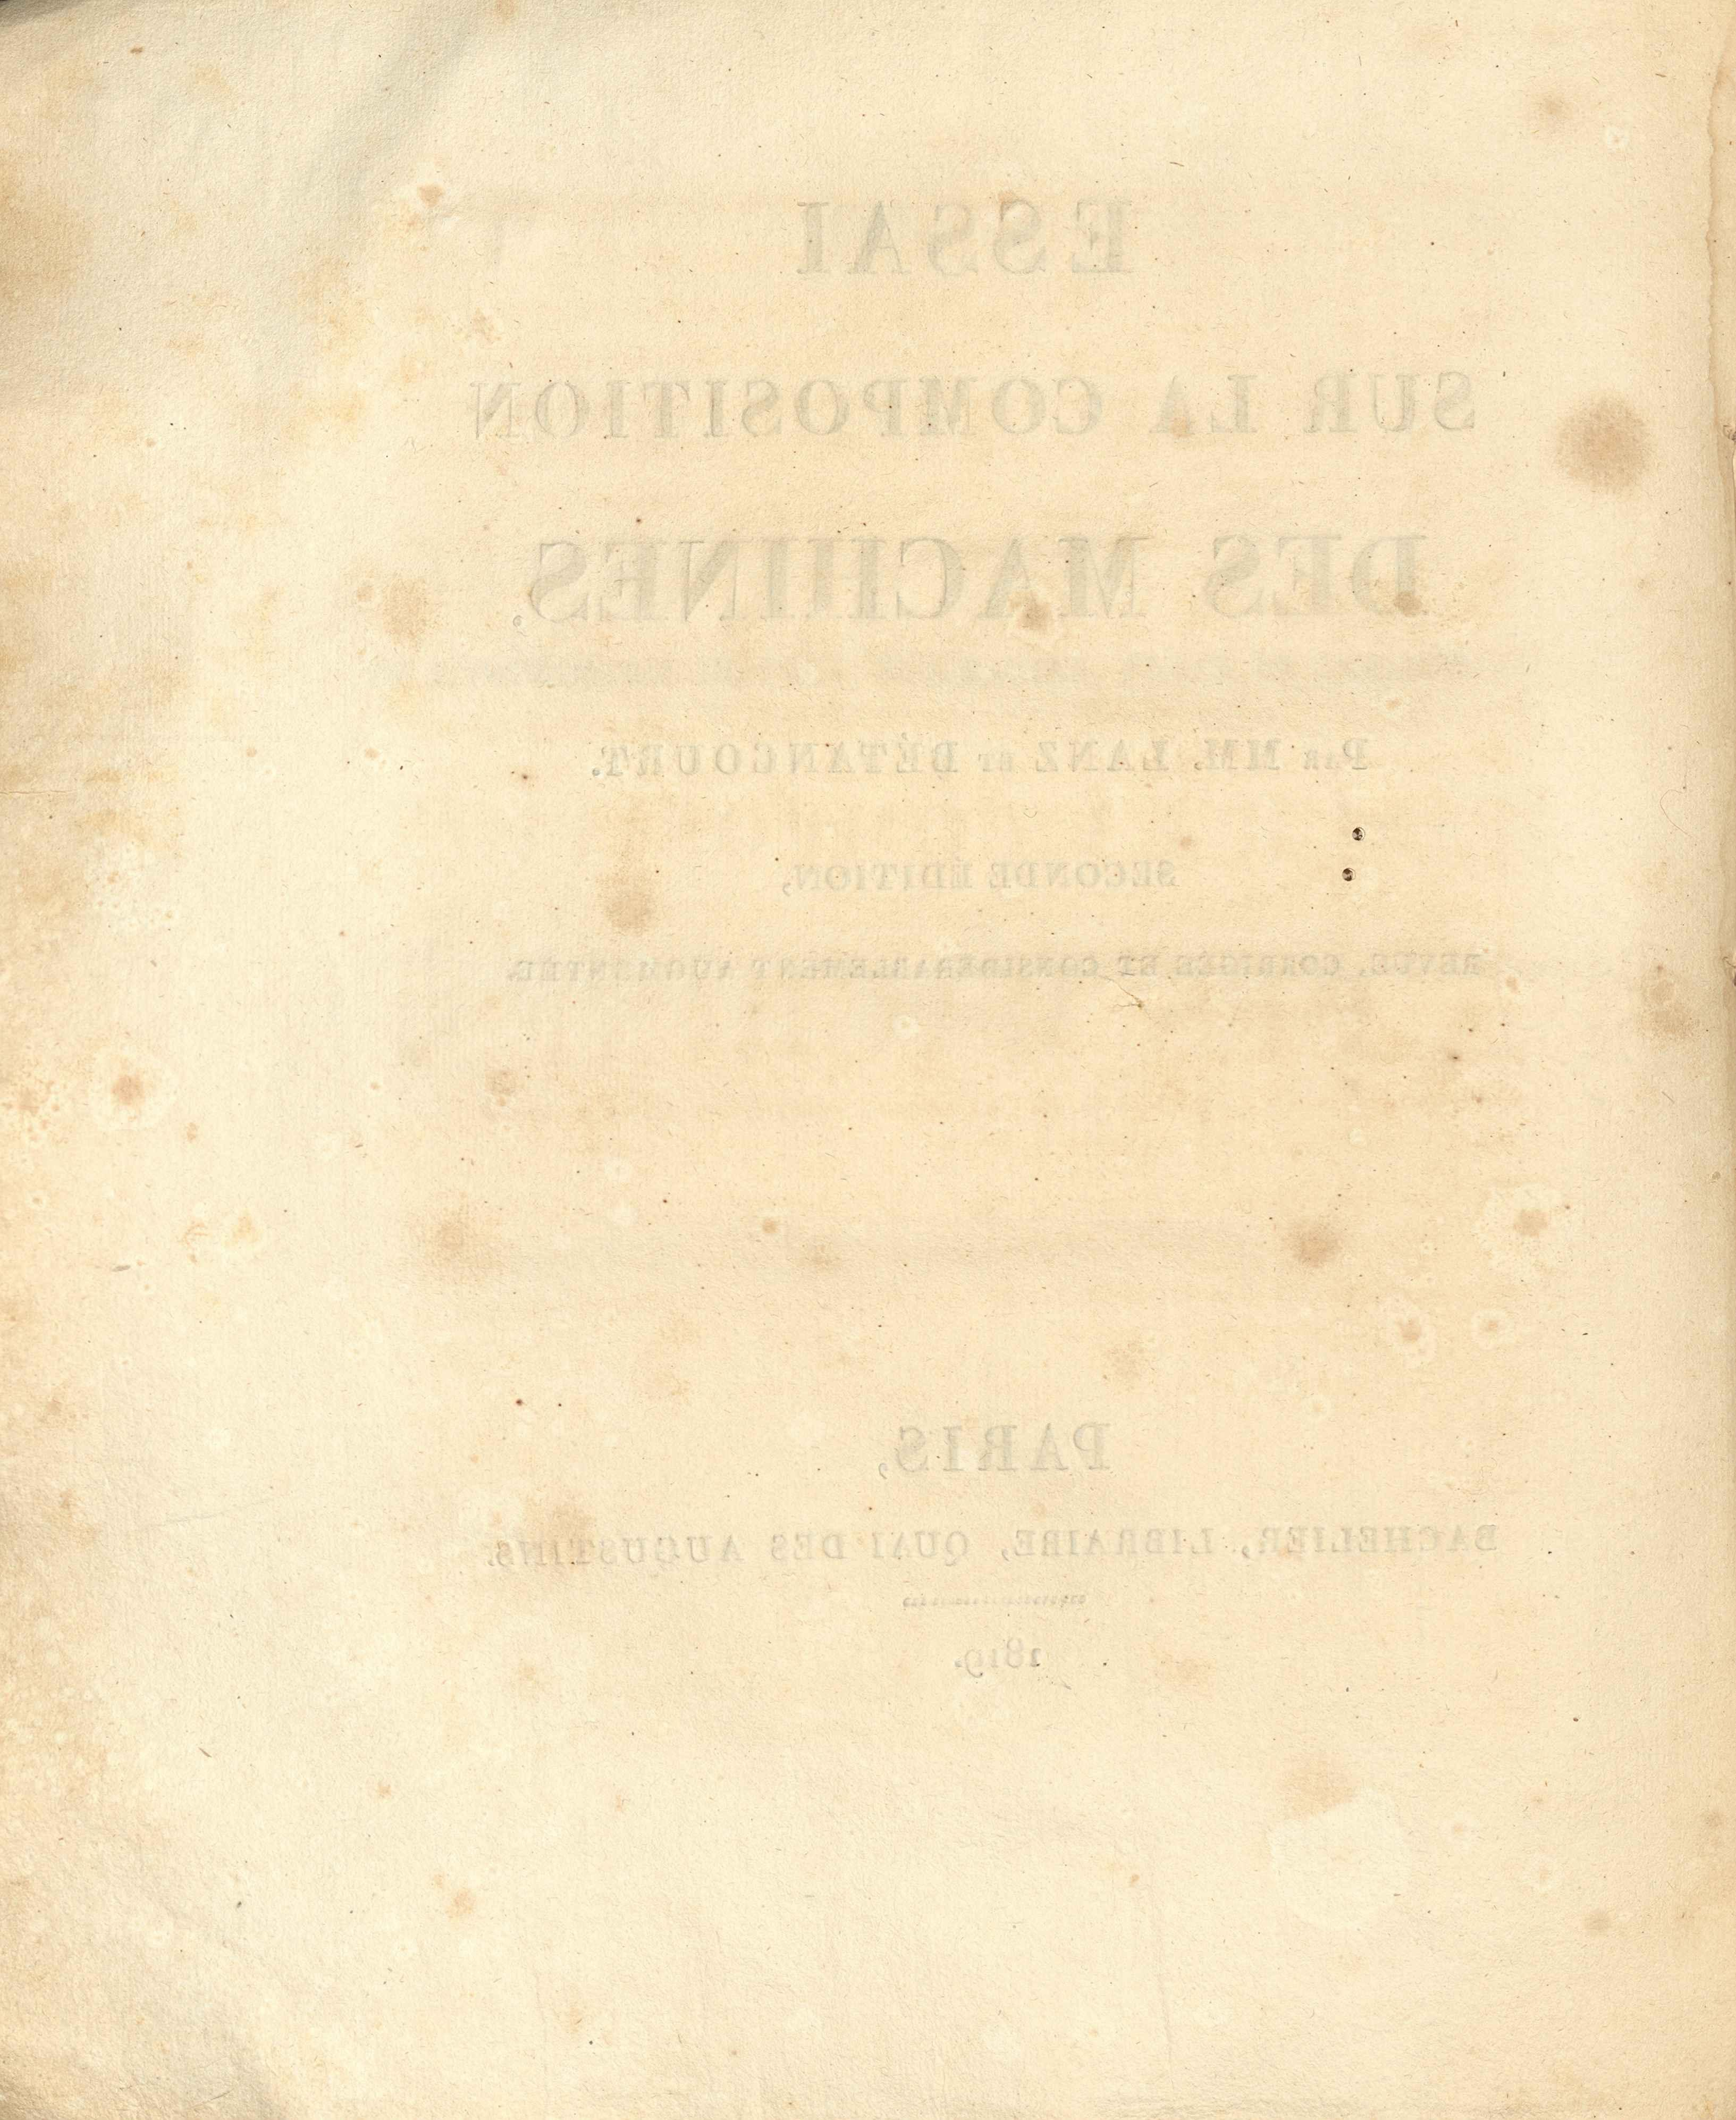 ESSAI
SUR LA COMPOSITION
DES MACHINES.
PAR MM. LANZ ET BÉTANCOURT.
SECONDE ÉDITION,
REVUE, CORRIGÉE ET CONSIDÉRABLEMENT AUGMENTÉE.
PARIS,
BACHELIER, LIBRAIRE, QUAI DES AUGUSTINS.
1819.